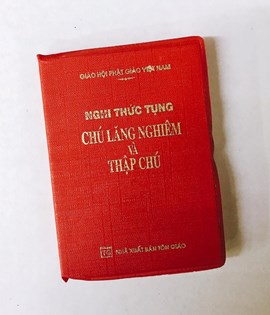 GIÁO HỘI PHẬT GIÁO VIỆT NAM
NGHI THỨC TỤNG
CHÚ LĂNG NGHIÊM
VÀ
THẬP CHÚ
TG
NHÀ XUẤT BẢN TÔN GIÁO